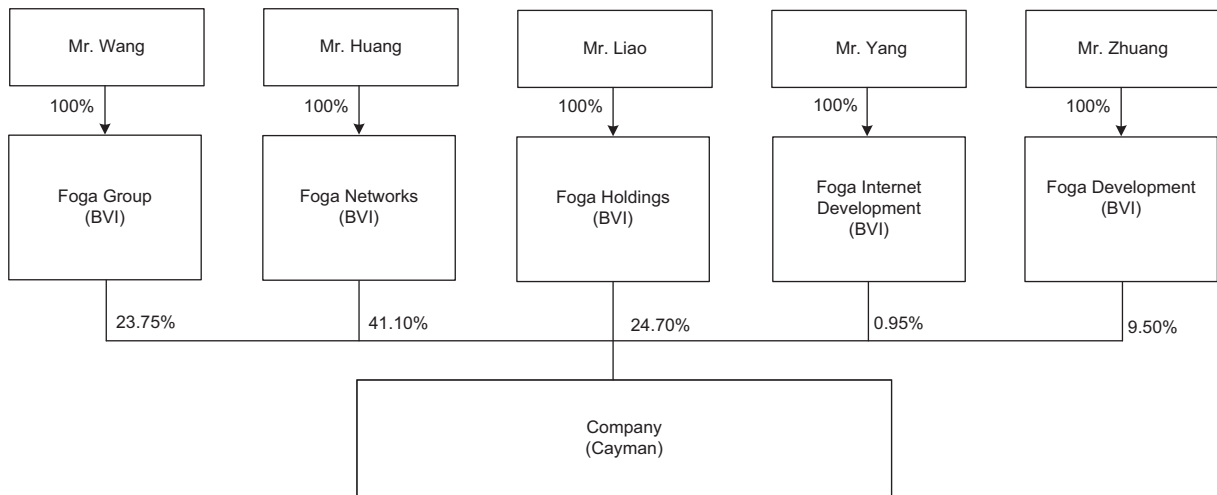 Mr. Wang
Mr. Huang
Mr. Liao
Mr. Yang
Mr. Zhuang
100%
100%
100%
100%
100%
Foga Group
(BVI)
Foga Networks
(BVI)
Foga Holdings
(BVI)
Foga Internet
Development
(BVI)
Foga Development
(BVI)
23.75%
41.10%
24.70%
0.95%
9.50%
Company
(Cayman)